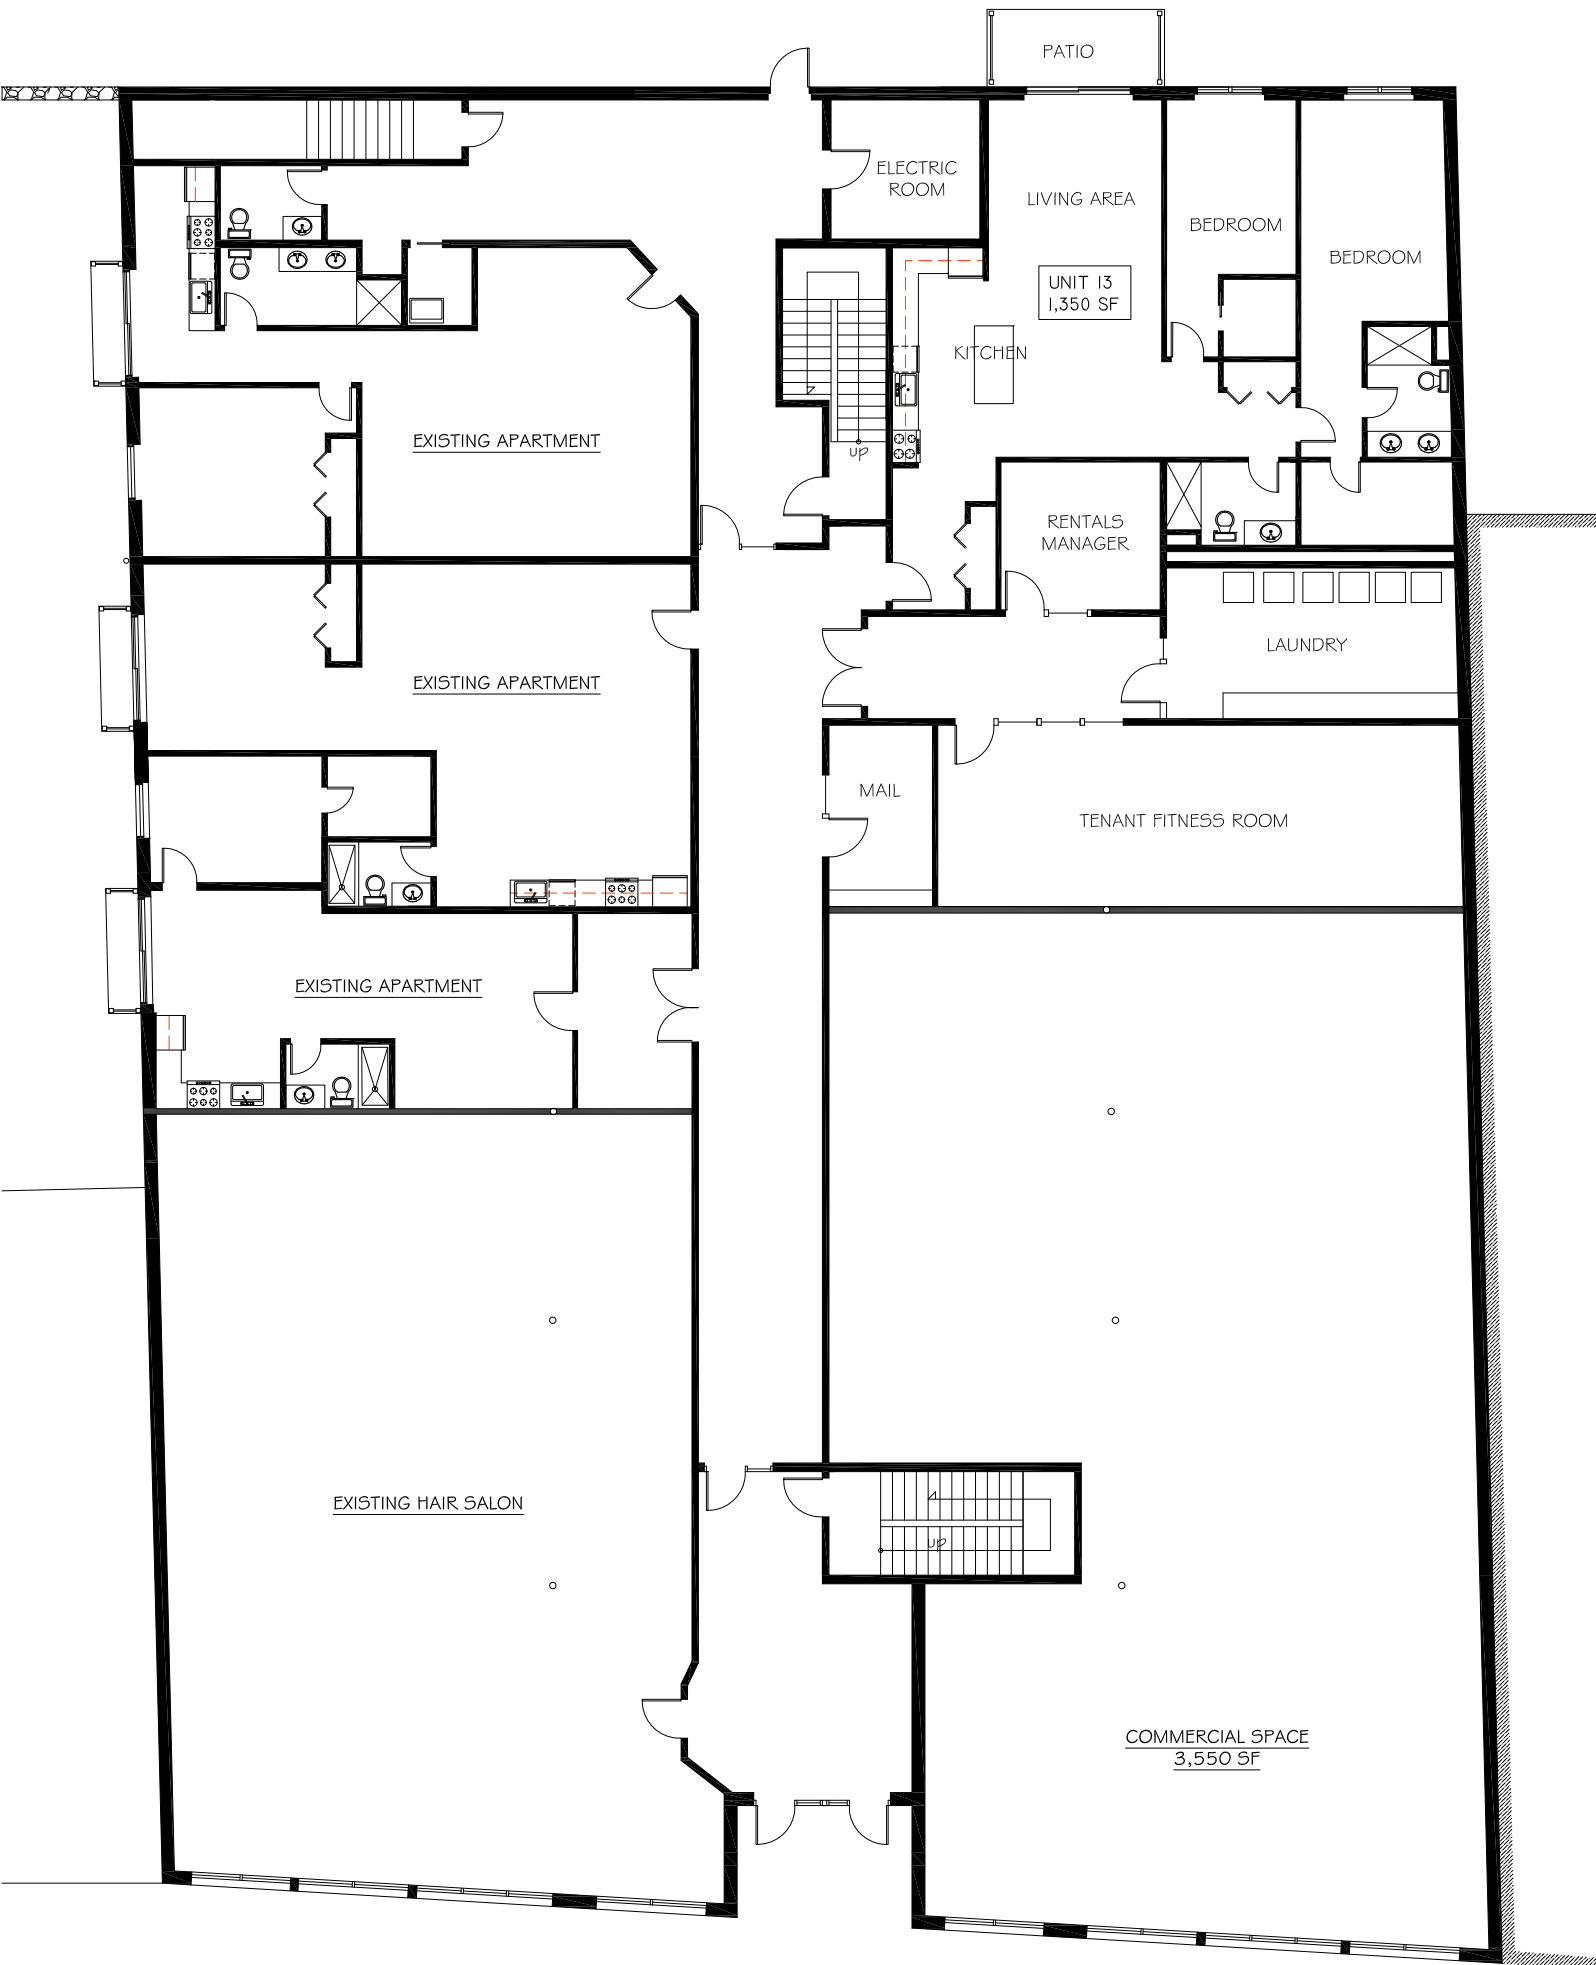 PATIO
ELECTRIC
ROOM
LIVING AREA
BEDROOM
BEDROOM
UNIT 13
1,350 SF
KITCHEN
EXISTING APARTMENT
up
RENTALS
MANAGER
LAUNDRY
EXISTING APARTMENT
MAIL
TENANT FITNESS ROOM
EXISTING APARTMENT
EXISTING HAIR SALON
up
COMMERCIAL SPACE
3,550 SF